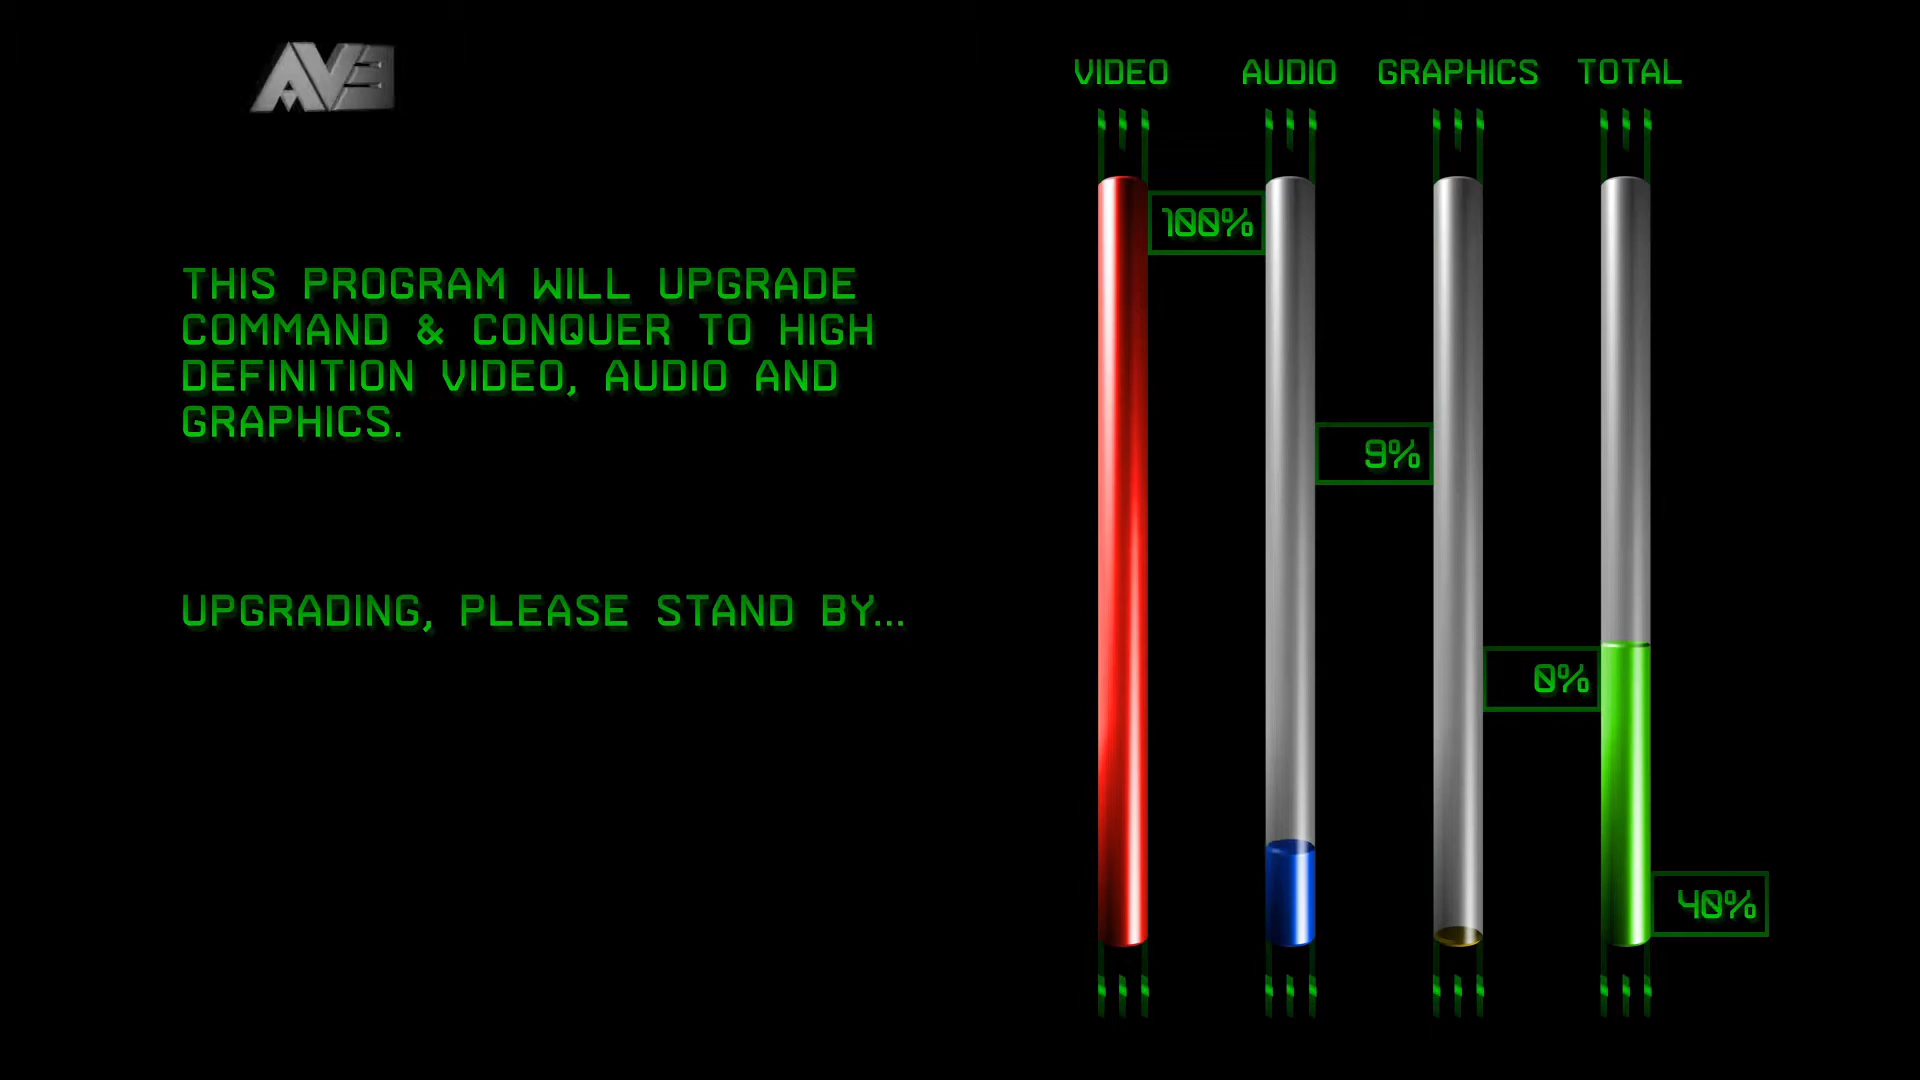 AV3
VIDEO AUDIO GRAPHICS TOTAL
100%
THIS PROGRAM WILL UPGRADE
COMMAND & CONQUER TO HIGH
DEFINITION VIDEO, AUDIO AND
GRAPHICS.
9%
UPGRADING, PLEASE STAND BY...
0%
40%